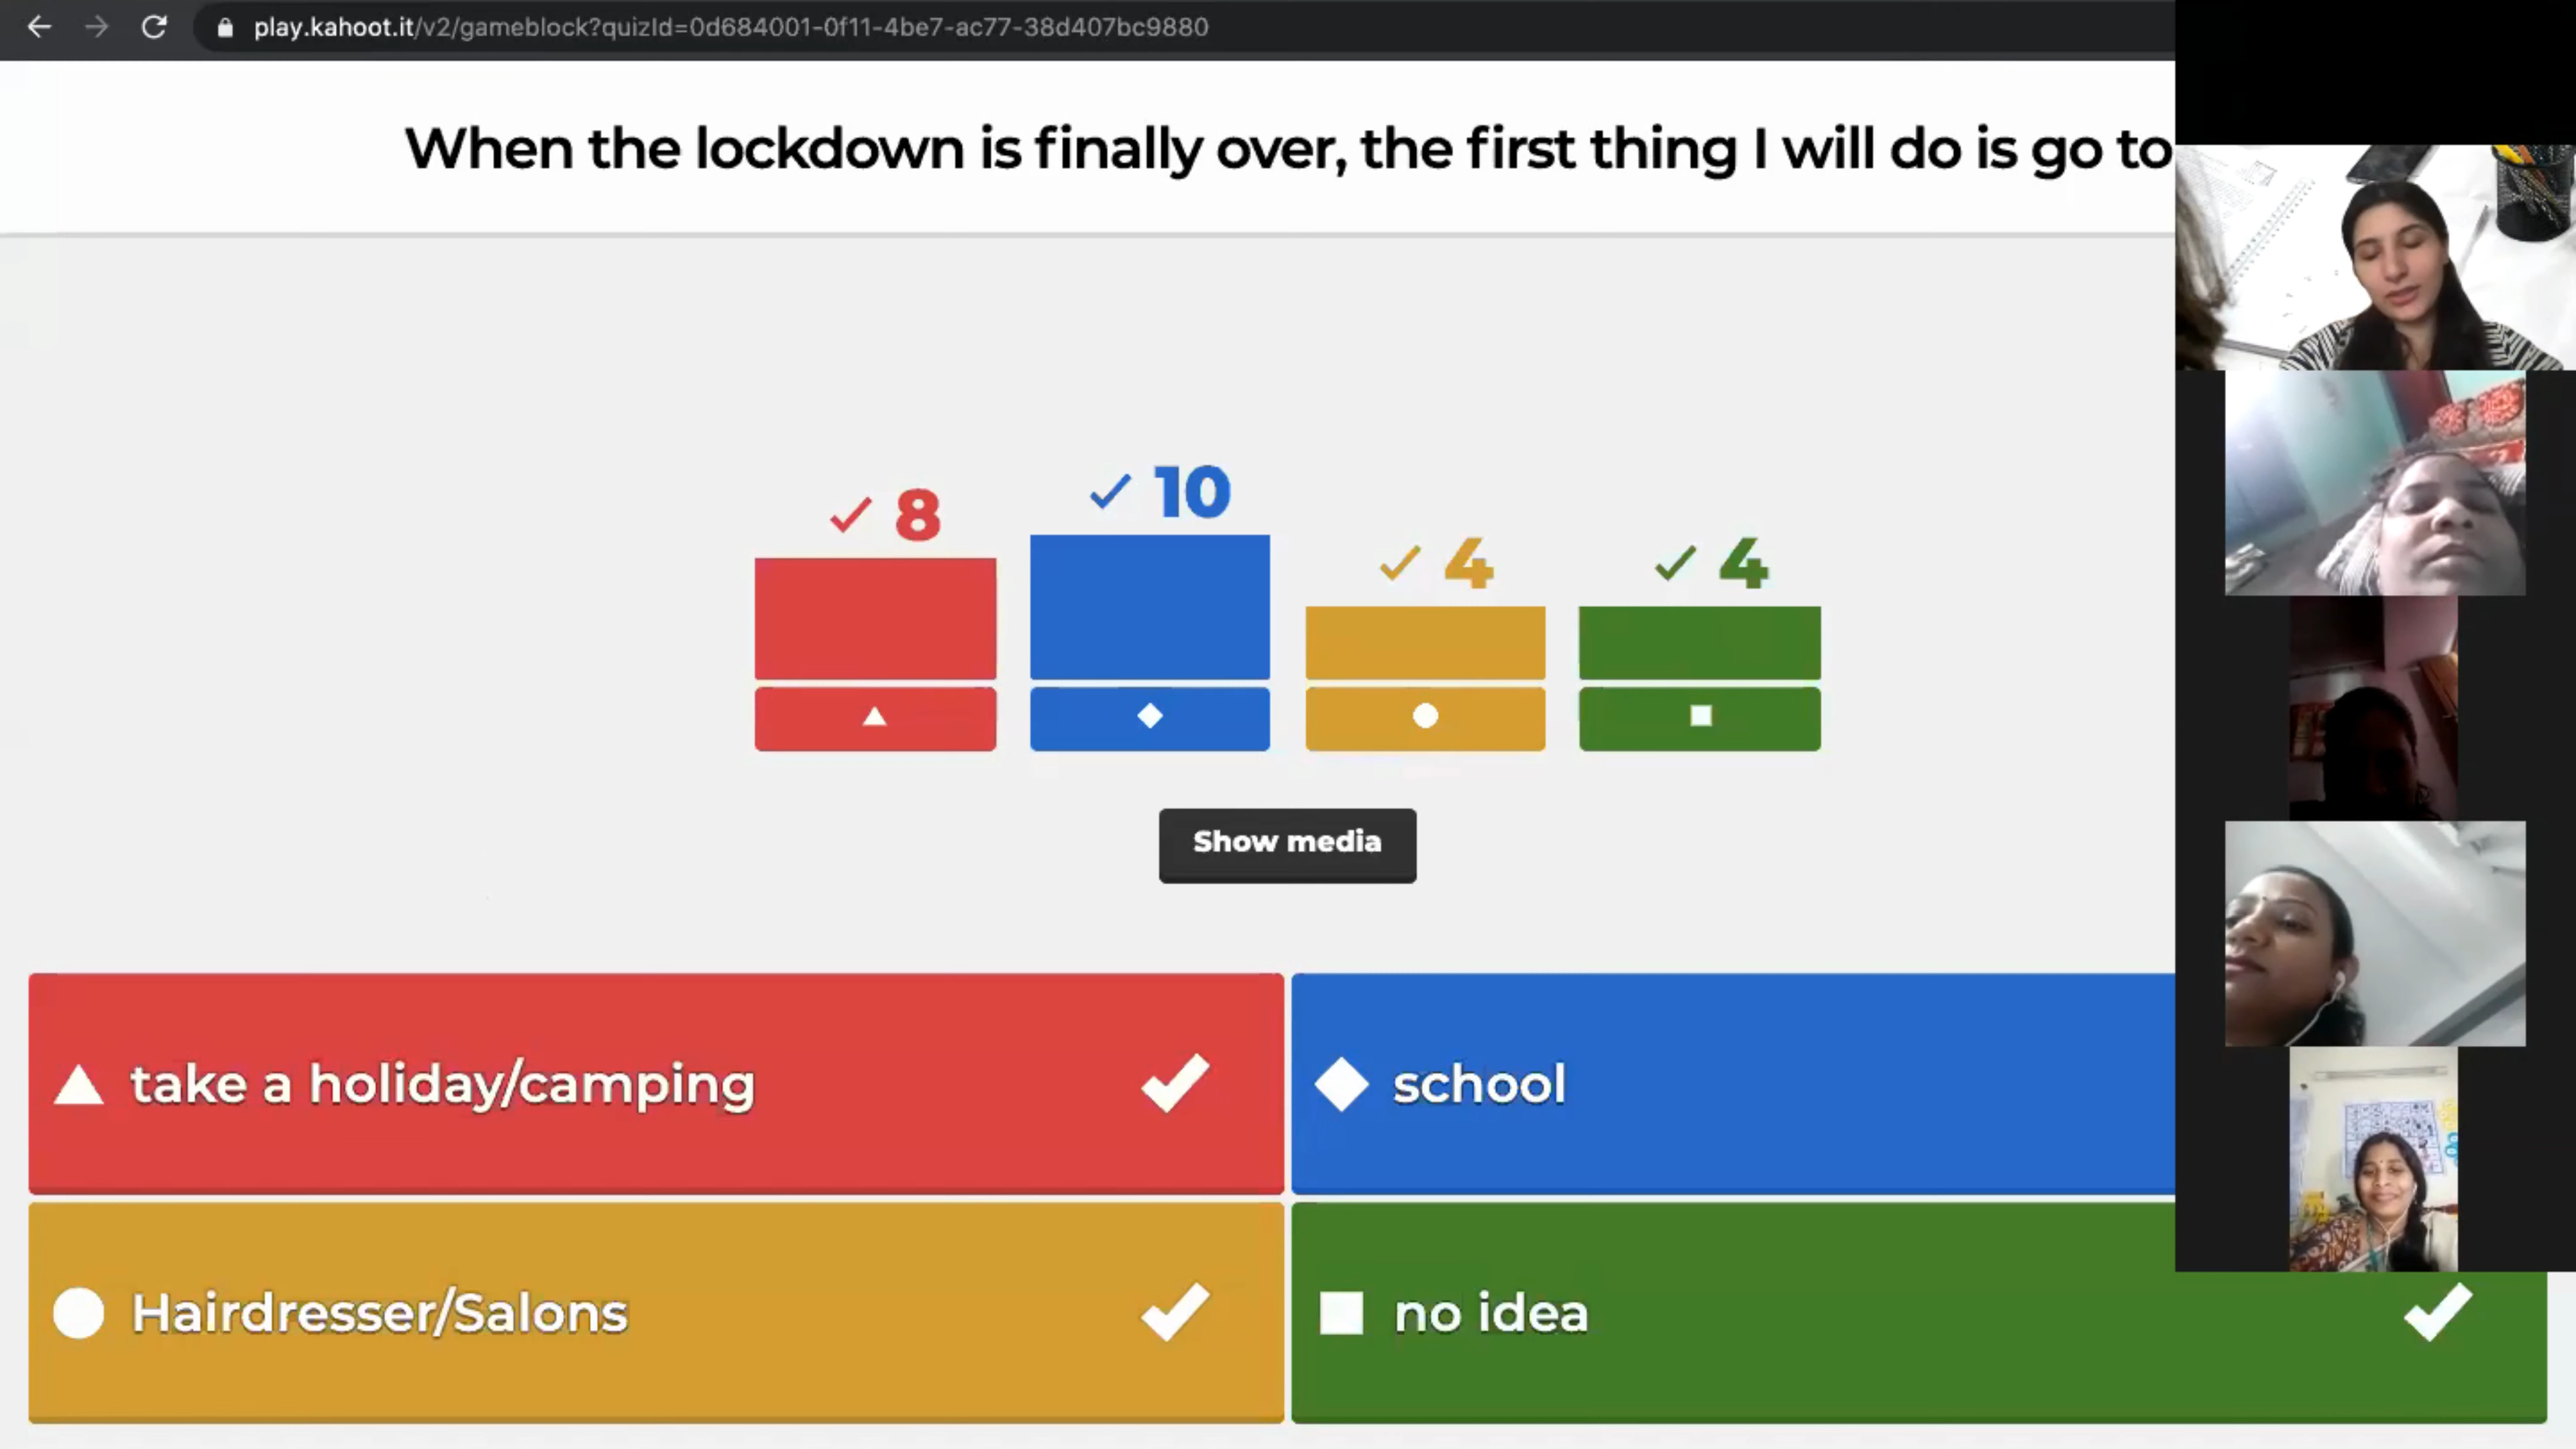 play.kahoot.it/v2/gameblock?quizId=0d684001-0f11-4be7-ac77-38d407bc9880
When the lockdown is finally over, the first thing I will do is go to
8
10
4
4
Show media
take a holiday/camping
school
Hairdresser/Salons
no idea